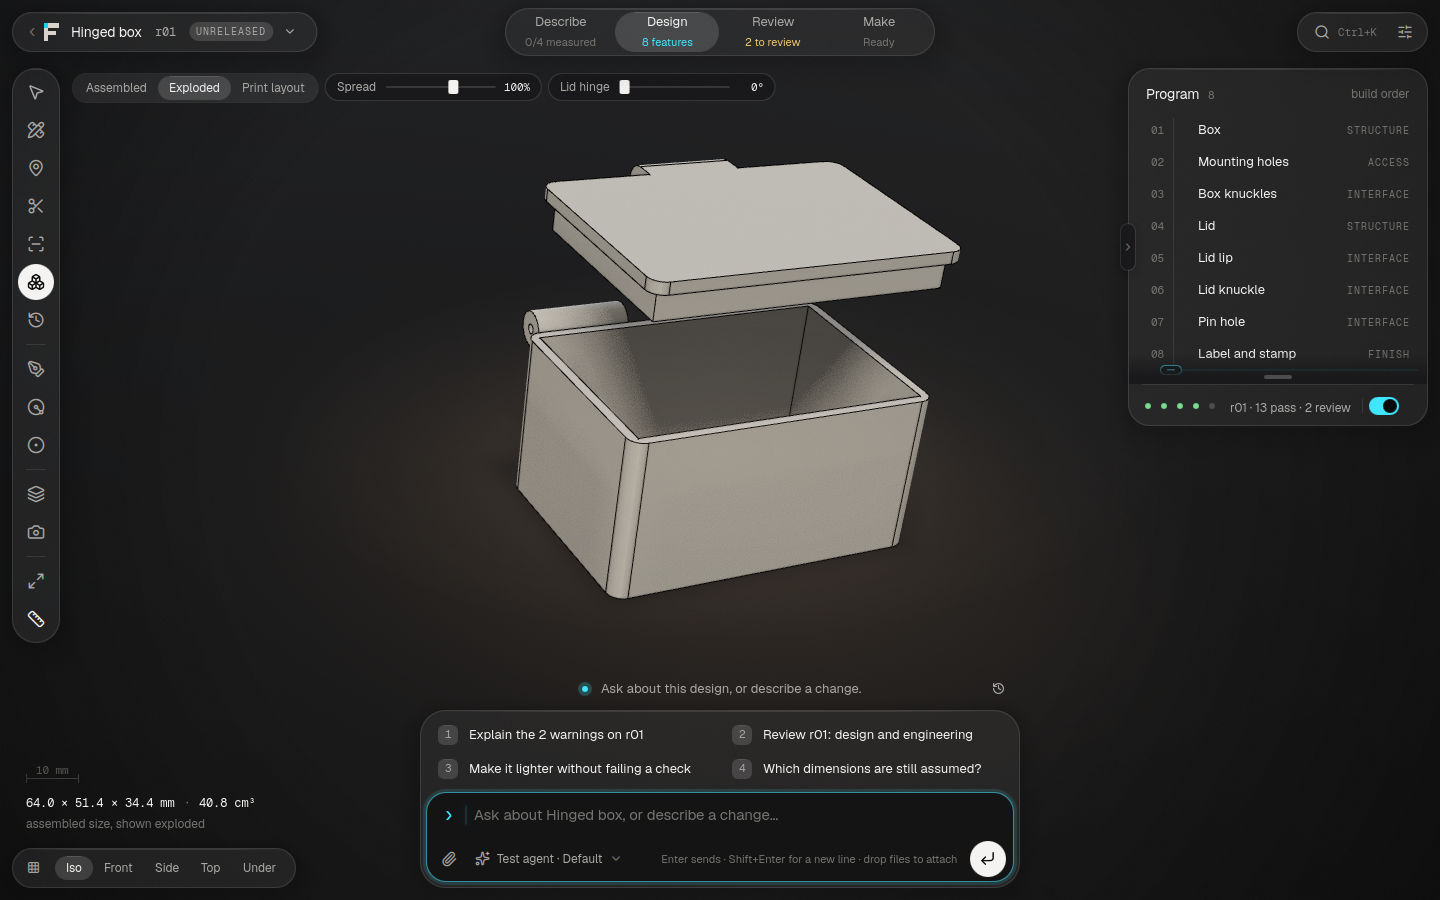 Hinged box r01 UNRELEASED
Describe
0/4 measured
Design
8 features
Review
2 to review
Make
Ready
Ctrl+K
Assembled Exploded Print layout
Spread 100%
Lid hinge 0°
Program 8 build order
01 Box STRUCTURE
02 Mounting holes ACCESS
03 Box knuckles INTERFACE
04 Lid STRUCTURE
05 Lid lip INTERFACE
06 Lid knuckle INTERFACE
07 Pin hole INTERFACE
08 Label and stamp FINISH
r01 · 13 pass · 2 review
Ask about this design, or describe a change.
1 Explain the 2 warnings on r01
2 Review r01: design and engineering
3 Make it lighter without failing a check
4 Which dimensions are still assumed?
Ask about Hinged box, or describe a change...
Test agent · Default
Enter sends · Shift+Enter for a new line · drop files to attach
10 mm
64.0 × 51.4 × 34.4 mm · 40.8 cm³
assembled size, shown exploded
Iso Front Side Top Under